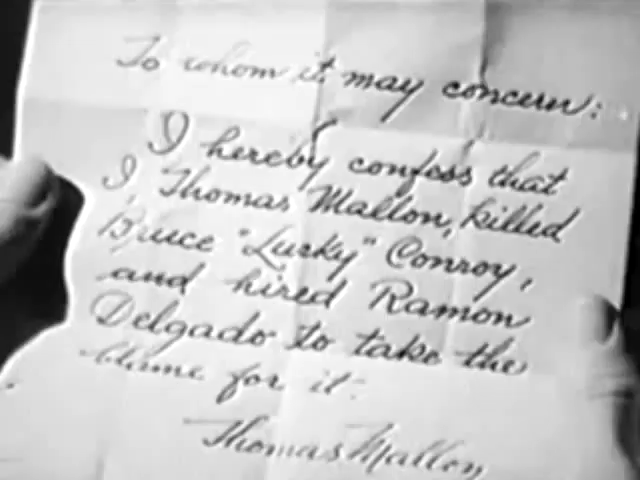 To whom it may concern:
I hereby confess that
I, Thomas Mallon, killed
Bruce "Lucky" Conroy,
and hired Ramon
Delgado to take the
blame for it.
Thomas Mallon